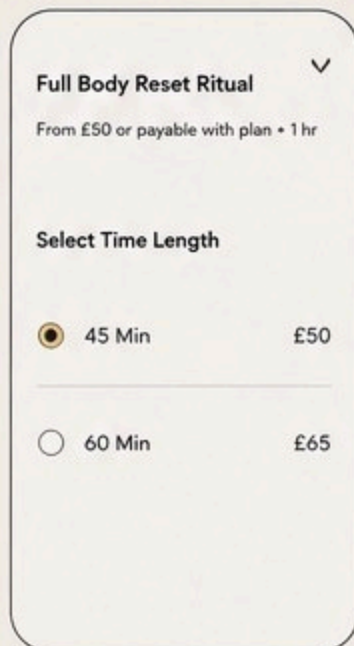 Full Body Reset Ritual
From £50 or payable with plan • 1 hr
Select Time Length
45 Min £50
60 Min £65